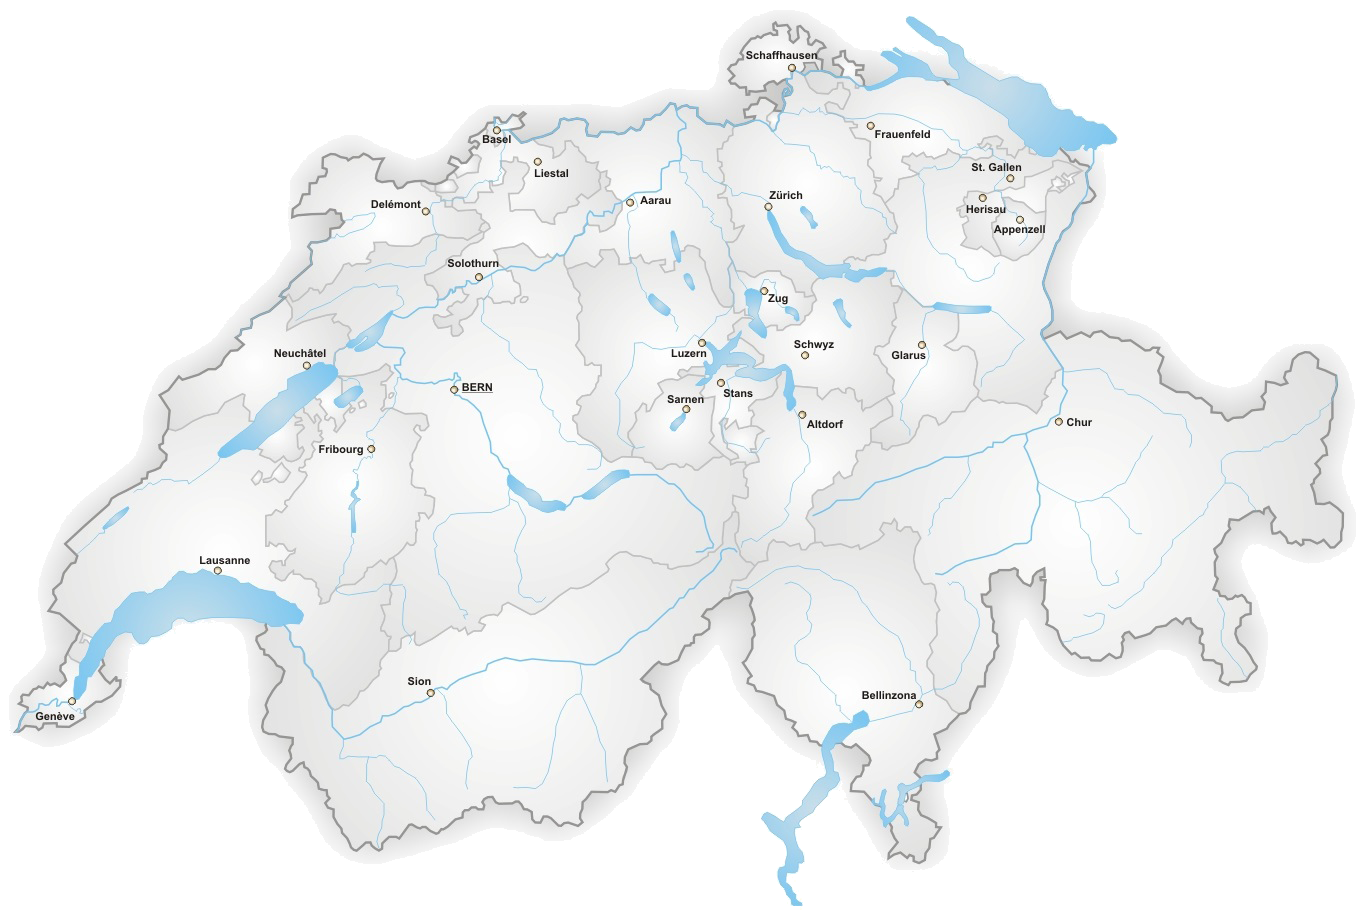 Schaffhausen
Basel
Frauenfeld
Liestal
St. Gallen
Delémont
Aarau
Zürich
Herisau
Appenzell
Solothurn
Zug
Neuchâtel
Luzern
Schwyz
Glarus
BERN
Stans
Sarnen
Altdorf
Chur
Fribourg
Lausanne
Sion
Bellinzona
Genève